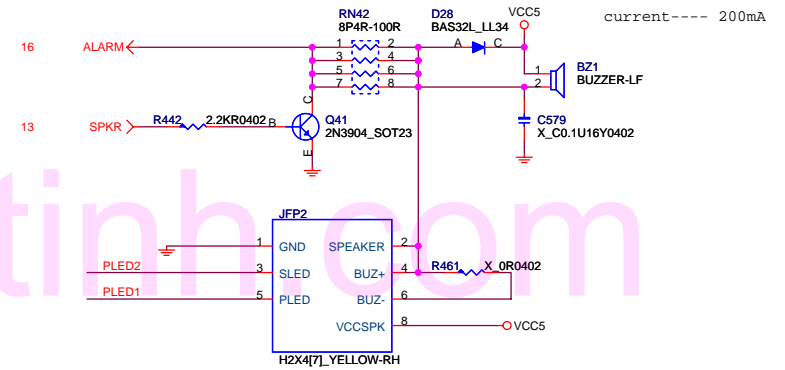 current---- 200mA
RN42
8P4R-100R
D28
BAS32L_LL34
VCC5
16
ALARM
1
2
A
C
3
4
5
6
7
8
1
2
BZ1
BUZZER-LF
C
13
SPKR
R442
2.2KR0402
B
Q41
2N3904_SOT23
E
C579
X_C0.1U16Y0402
tinh.com
JFP2
1
GND
SPEAKER
2
PLED2
3
SLED
BUZ+
4
R461
X_0R0402
PLED1
5
PLED
BUZ-
6
VCCSPK
8
VCC5
H2X4[7]_YELLOW-RH